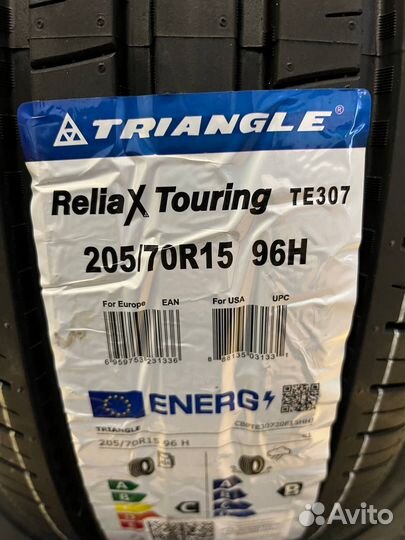 TRIANGLE®
ReliaX Touring TE307
205/70R15 96H
For Europe EAN For USA UPC
6 959753 231336
ENERG
TRIANGLE
205/70R15 96 H
A
B
C
B
Avito